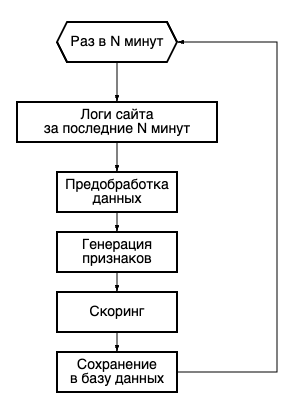 Раз в N минут
Логи сайта
за последние N минут
Предобработка
данных
Генерация
признаков
Скоринг
Сохранение
в базу данных